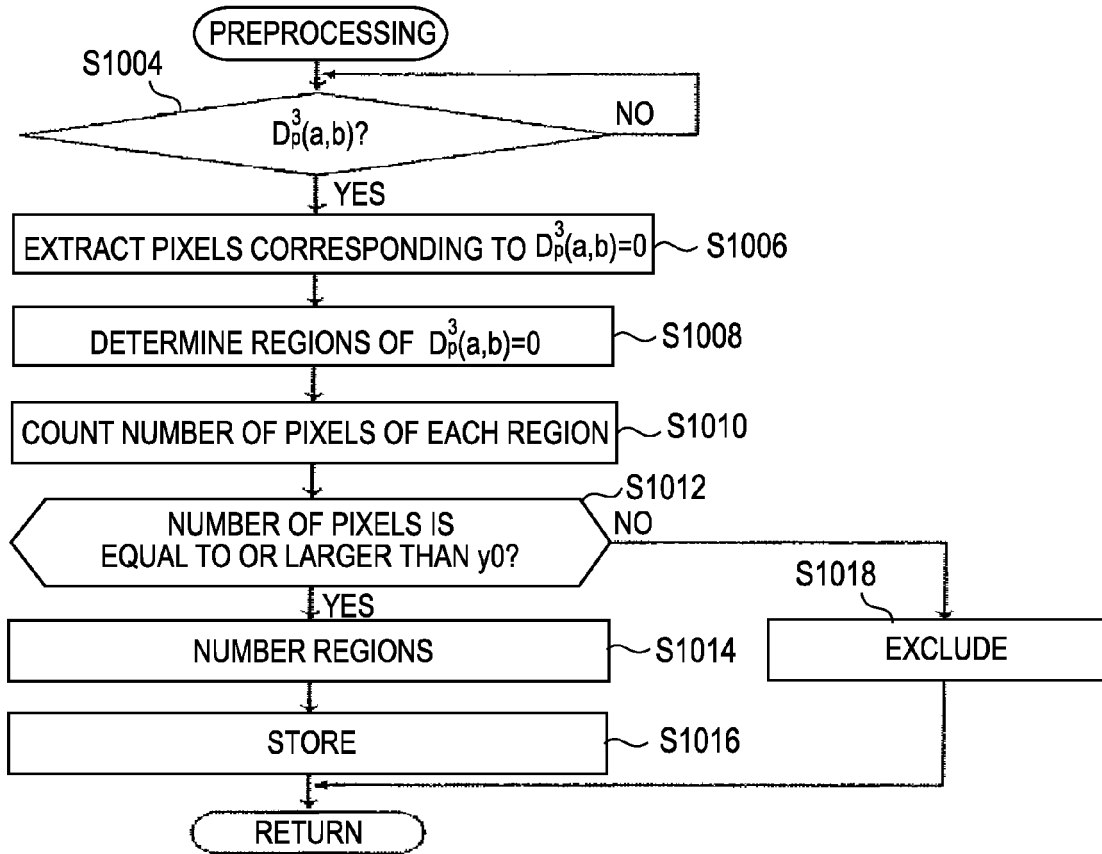 PREPROCESSING
S1004
NO
D³ₚ(a,b)?
YES
EXTRACT PIXELS CORRESPONDING TO D³ₚ(a,b)=0
S1006
DETERMINE REGIONS OF D³ₚ(a,b)=0
S1008
COUNT NUMBER OF PIXELS OF EACH REGION
S1010
S1012
NUMBER OF PIXELS IS
EQUAL TO OR LARGER THAN y0?
NO
YES
S1018
EXCLUDE
NUMBER REGIONS
S1014
STORE
S1016
RETURN